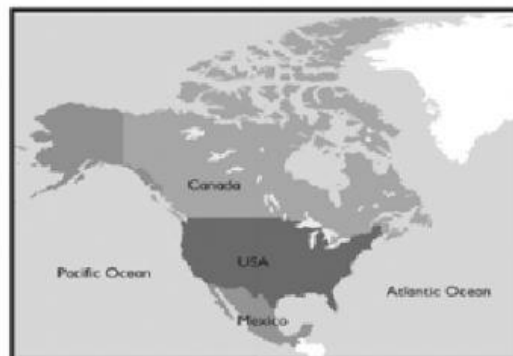 Canada
USA
Pacific Ocean
Atlantic Ocean
Mexico